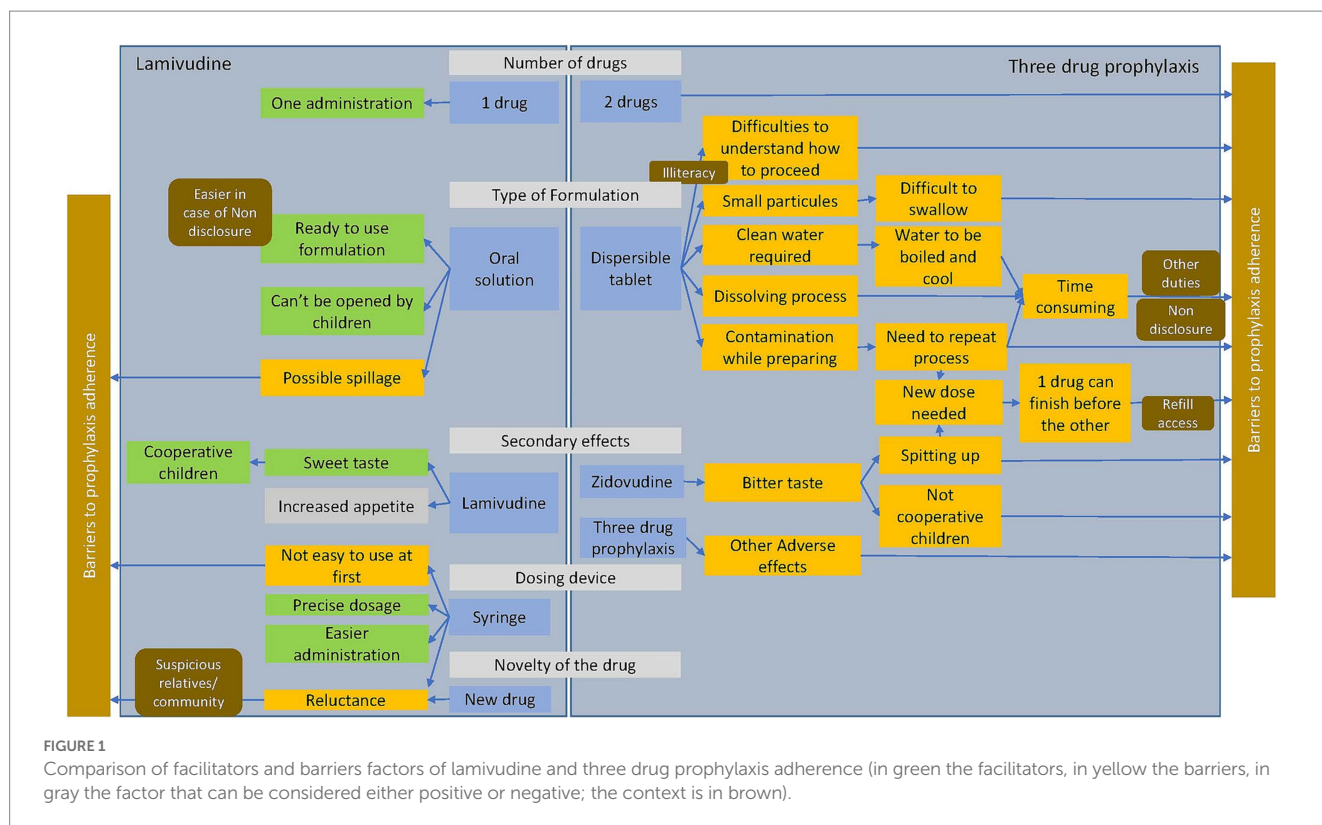 Lamivudine
Number of drugs
Three drug prophylaxis
One administration
1 drug
2 drugs
Difficulties to
understand how
to proceed
Illiteracy
Easier in
case of Non
disclosure
Type of Formulation
Small particules
Difficult to
swallow
Ready to use
formulation
Oral
solution
Dispersible
tablet
Clean water
required
Water to be
boiled and
cool
Can't be opened by
children
Dissolving process
Time
consuming
Other
duties
Non
disclosure
Contamination
while preparing
Need to repeat
process
Possible spillage
New dose
needed
1 drug can
finish before
the other
Refill
access
Barriers to prophylaxis adherence
Barriers to prophylaxis adherence
Secondary effects
Cooperative
children
Sweet taste
Increased appetite
Lamivudine
Zidovudine
Bitter taste
Spitting up
Not
cooperative
children
Three drug
prophylaxis
Other Adverse
effects
Not easy to use at
first
Dosing device
Precise dosage
Easier
administration
Syringe
Suspicious
relatives/
community
Novelty of the drug
Reluctance
New drug
FIGURE 1
Comparison of facilitators and barriers factors of lamivudine and three drug prophylaxis adherence (in green the facilitators, in yellow the barriers, in
gray the factor that can be considered either positive or negative; the context is in brown).